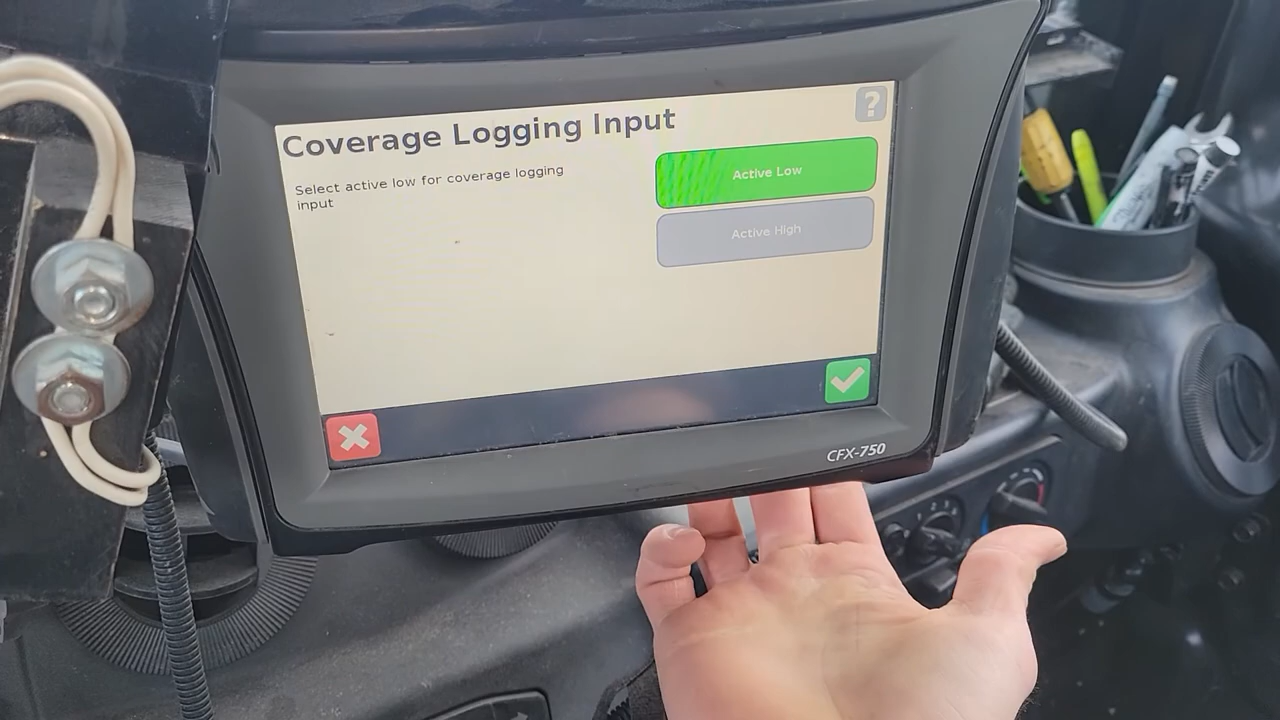 Coverage Logging Input
?
Select active low for coverage logging
input
Active Low
Active High
CFX-750